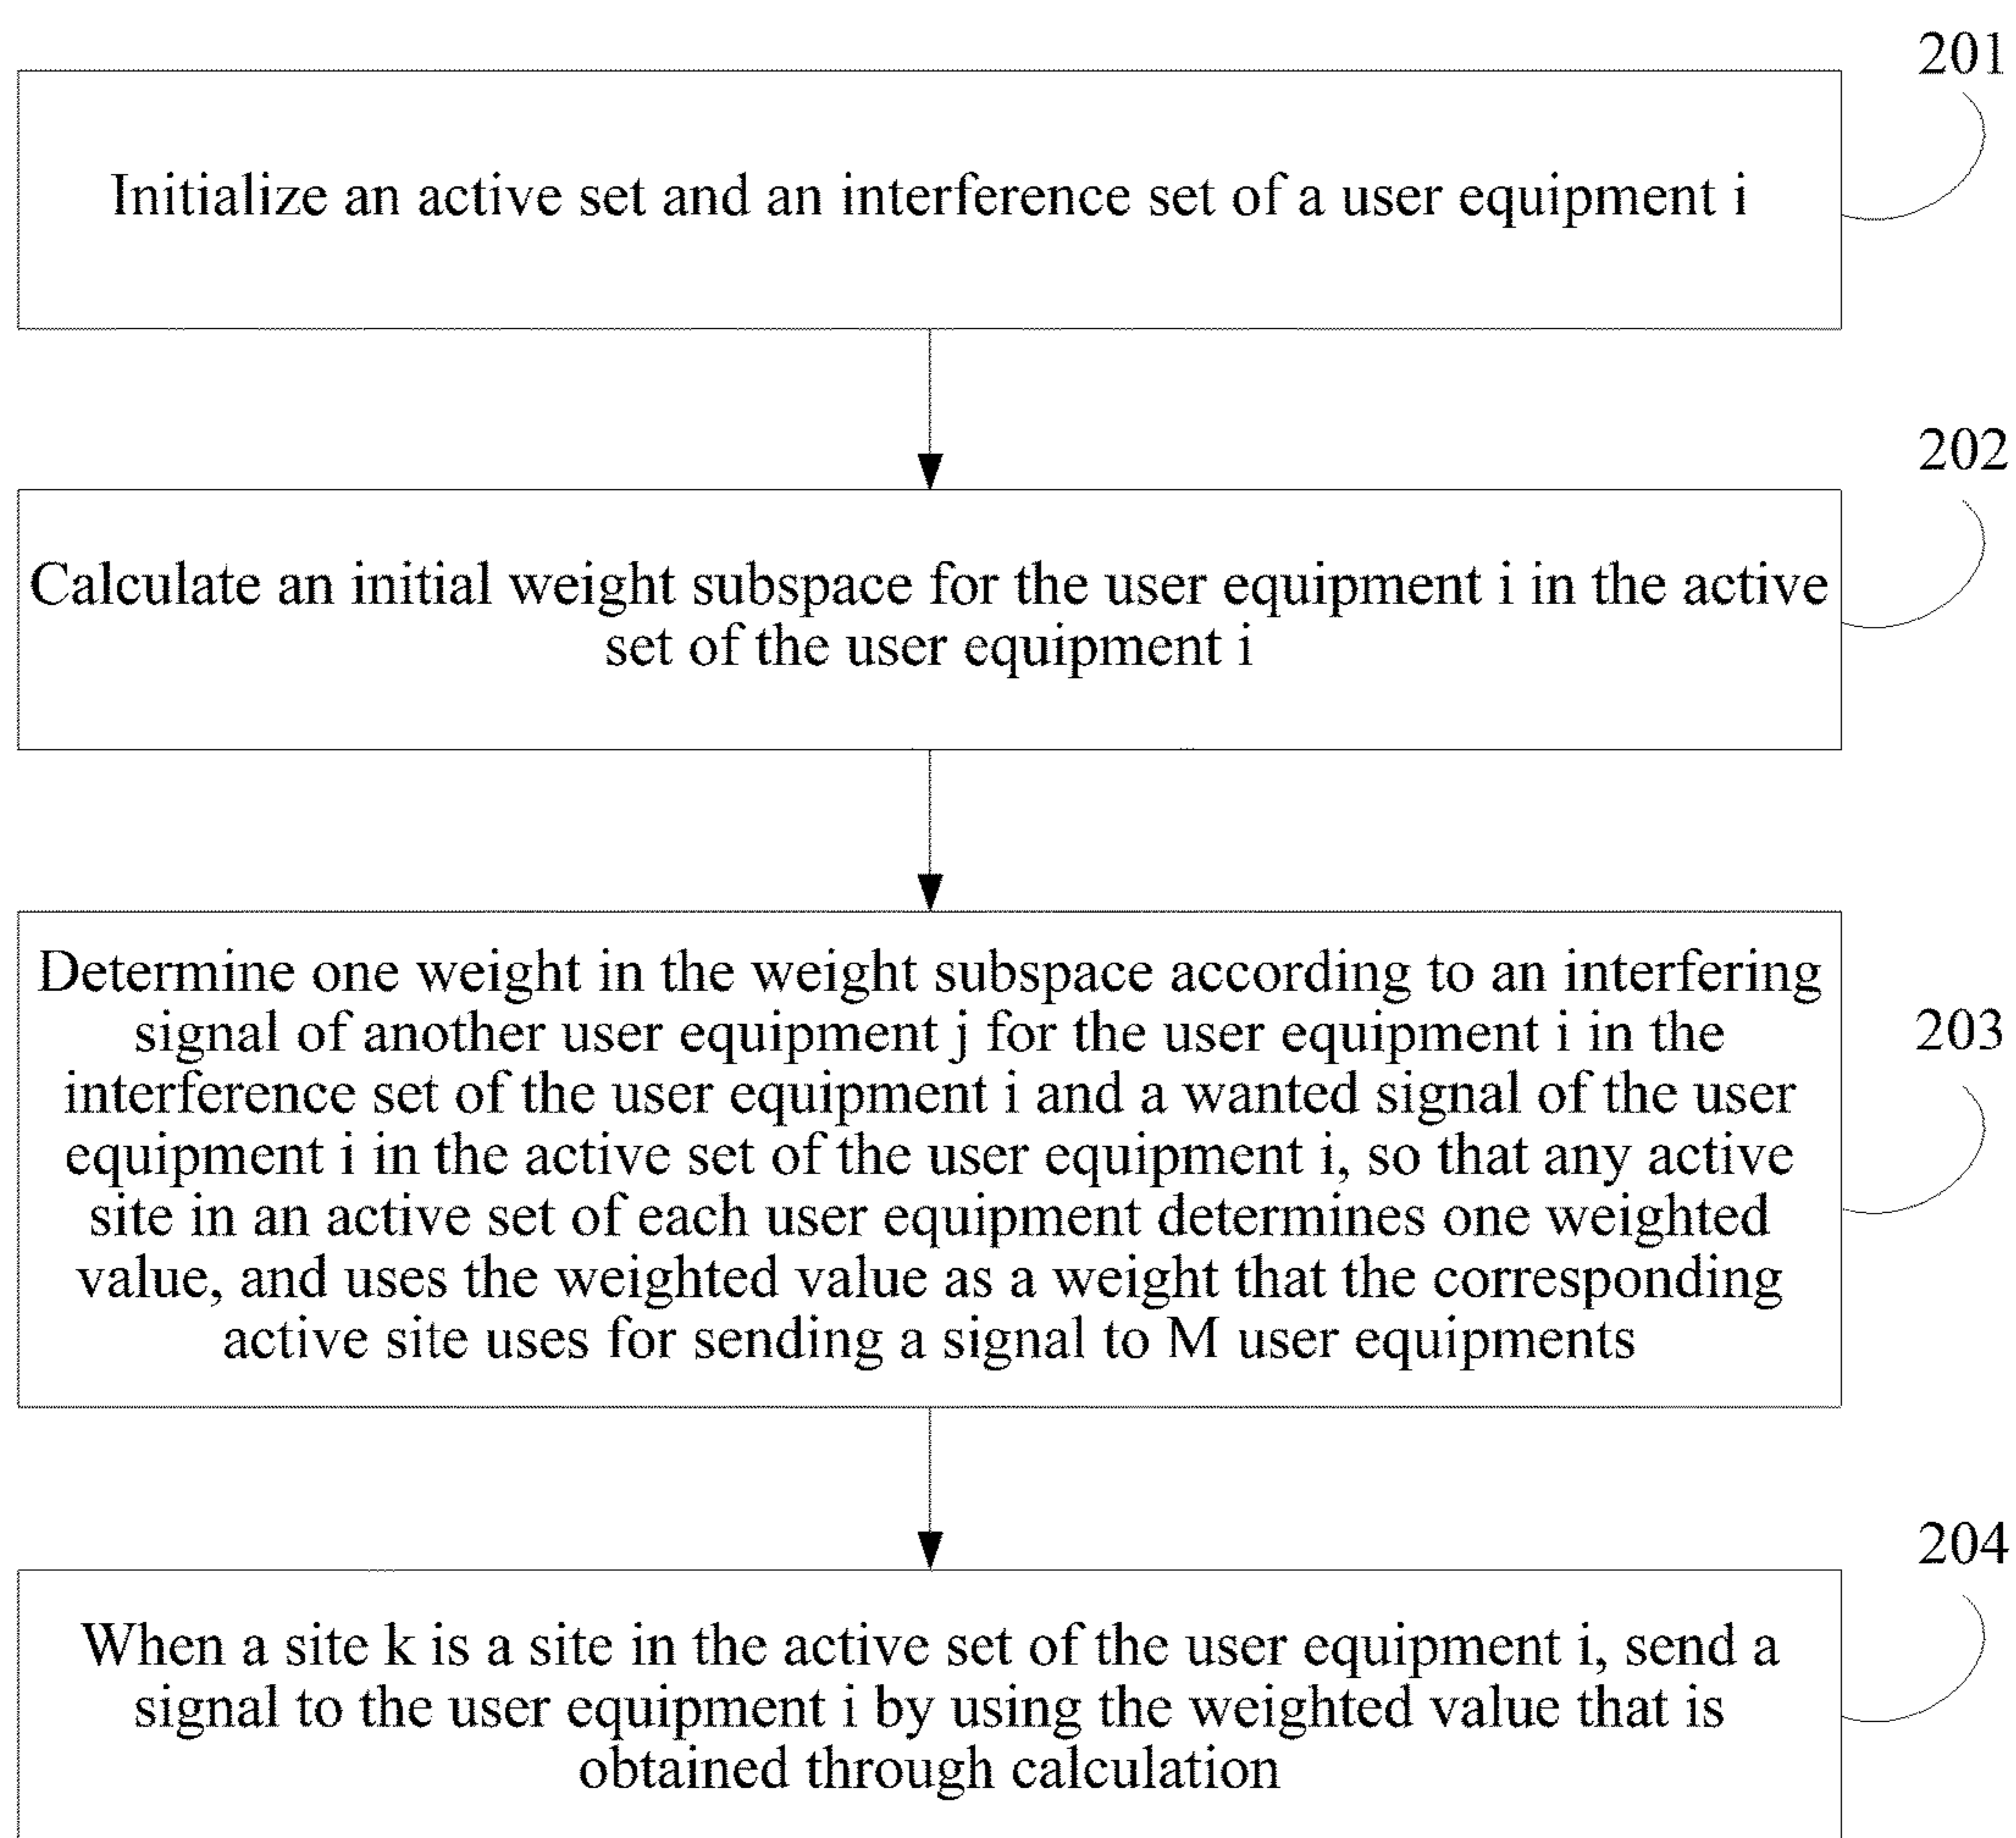 201
Initialize an active set and an interference set of a user equipment i
202
Calculate an initial weight subspace for the user equipment i in the active
set of the user equipment i
Determine one weight in the weight subspace according to an interfering
signal of another user equipment j for the user equipment i in the
interference set of the user equipment i and a wanted signal of the user
equipment i in the active set of the user equipment i, so that any active
site in an active set of each user equipment determines one weighted
value, and uses the weighted value as a weight that the corresponding
active site uses for sending a signal to M user equipments
203
204
When a site k is a site in the active set of the user equipment i, send a
signal to the user equipment i by using the weighted value that is
obtained through calculation